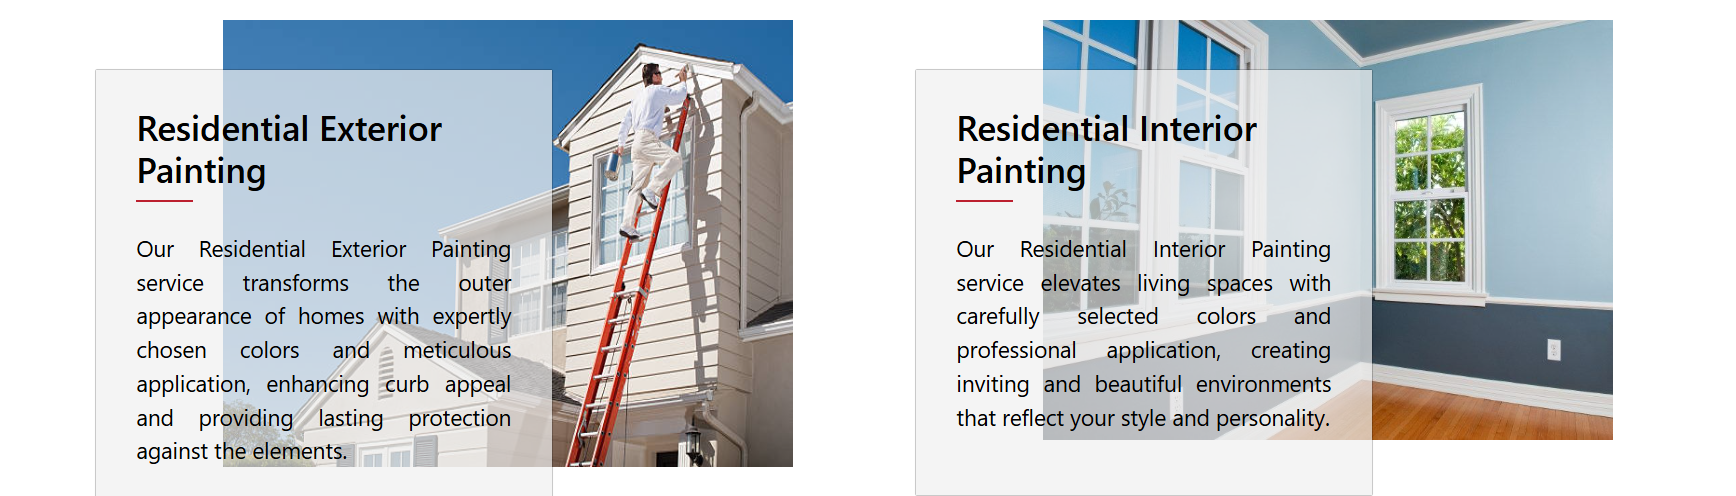 Residential Exterior
Painting
Our Residential Exterior Painting
service transforms the outer
appearance of homes with expertly
chosen colors and meticulous
application, enhancing curb appeal
and providing lasting protection
against the elements.
Residential Interior
Painting
Our Residential Interior Painting
service elevates living spaces with
carefully selected colors and
professional application, creating
inviting and beautiful environments
that reflect your style and personality.